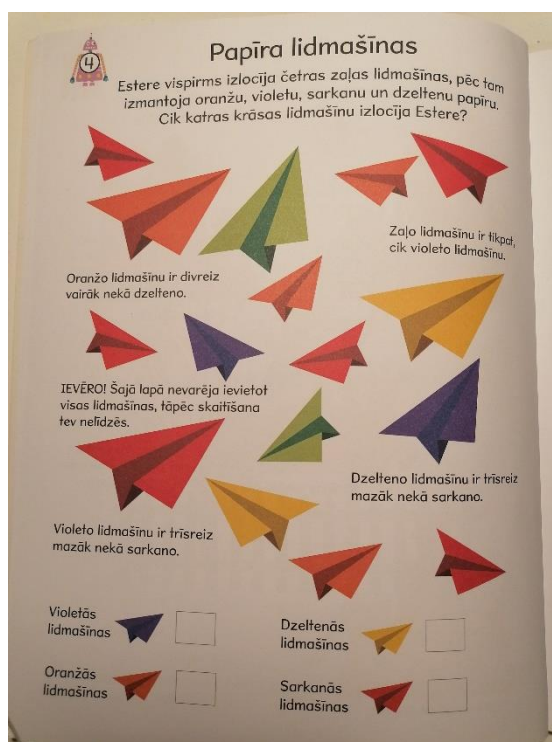 4
Papīra lidmašīnas
Estere vispirms izlocīja četras zaļas lidmašīnas, pēc tam
izmantoja oranžu, violetu, sarkanu un dzeltenu papīru.
Cik katras krāsas lidmašīnu izlocīja Estere?
Zaļo lidmašīnu ir tikpat,
cik violeto lidmašīnu.
Oranžo lidmašīnu ir divreiz
vairāk nekā dzelteno.
IEVĒRO! Šajā lapā nevarēja ievietot
visas lidmašīnas, tāpēc skaitīšana
tev nelīdzēs.
Dzelteno lidmašīnu ir trīsreiz
mazāk nekā sarkano.
Violeto lidmašīnu ir trīsreiz
mazāk nekā sarkano.
Violetās
lidmašīnas
Dzeltenās
lidmašīnas
Oranžās
lidmašīnas
Sarkanās
lidmašīnas